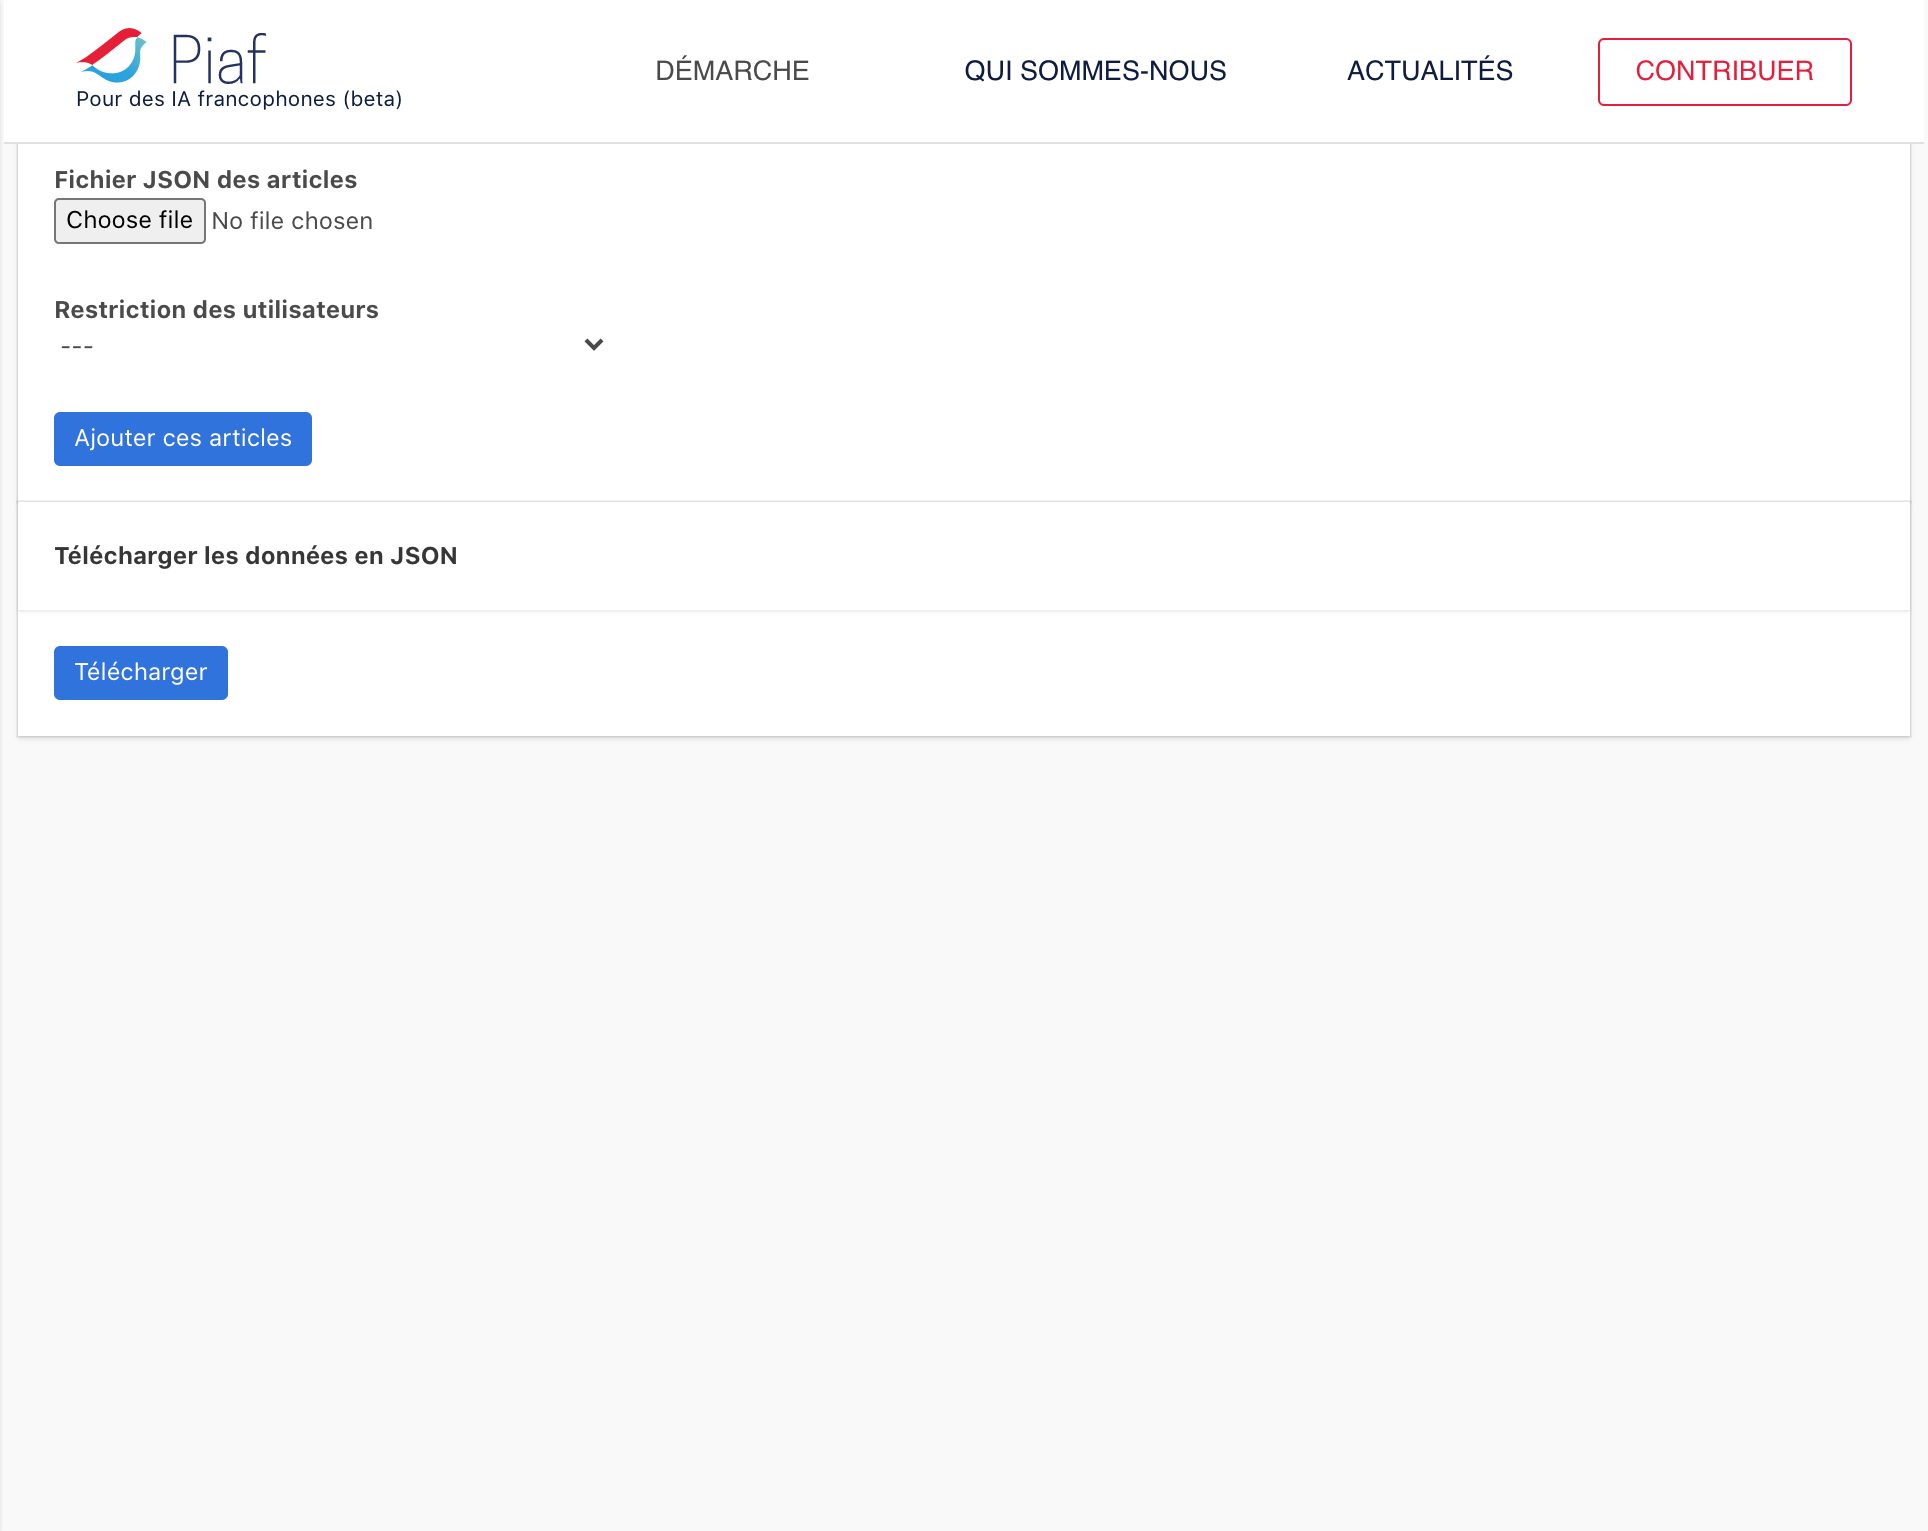 Piaf
Pour des IA francophones (beta)
DÉMARCHE
QUI SOMMES-NOUS
ACTUALITÉS
CONTRIBUER
Fichier JSON des articles
Choose file No file chosen
Restriction des utilisateurs
---
Ajouter ces articles
Télécharger les données en JSON
Télécharger